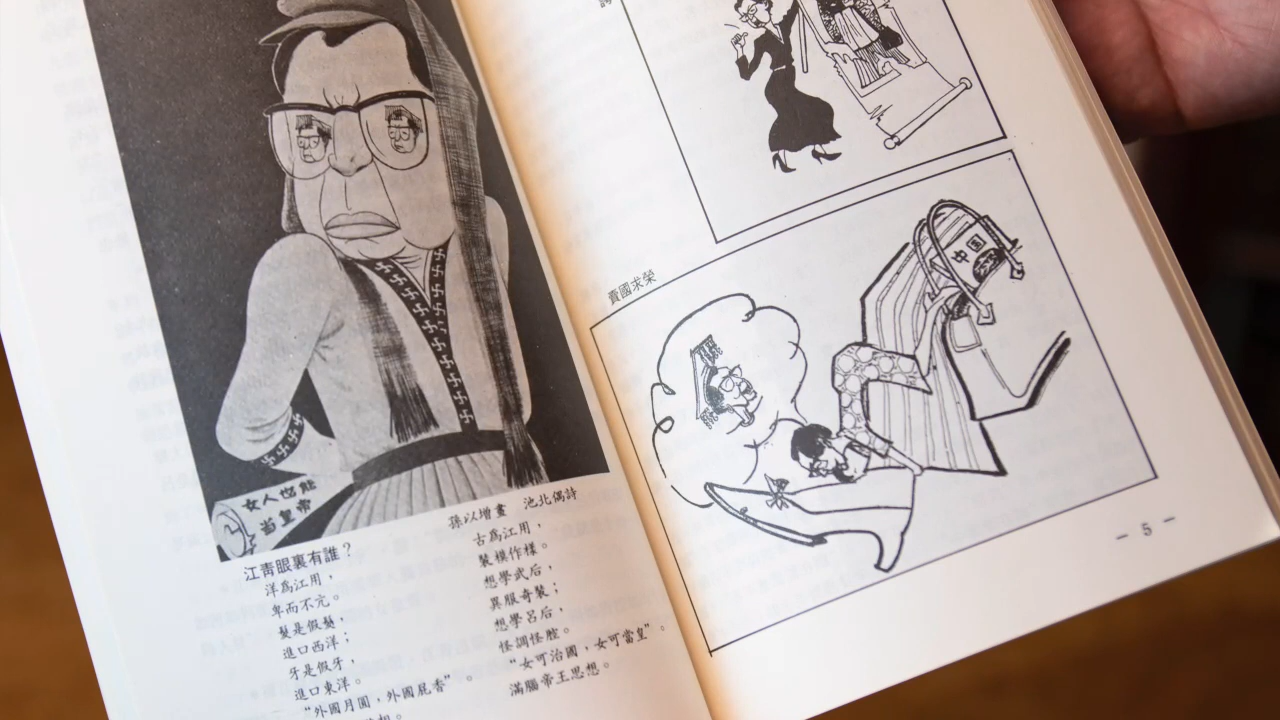 女人也能
当皇帝
江青眼裏有誰？
洋爲江用，
卑而不亢。
髮是假髮，
進口西洋；
牙是假牙，
進口東洋。
“外國月圓，外國屁香”。
想。
孫以增畫　池北偶詩
古爲江用，
裝模作樣。
想學武后，
異服奇裝；
想學呂后，
怪調怪腔。
“女可治國，女可當皇”。
滿腦帝王思想。
賣國求榮
中
— 5 —